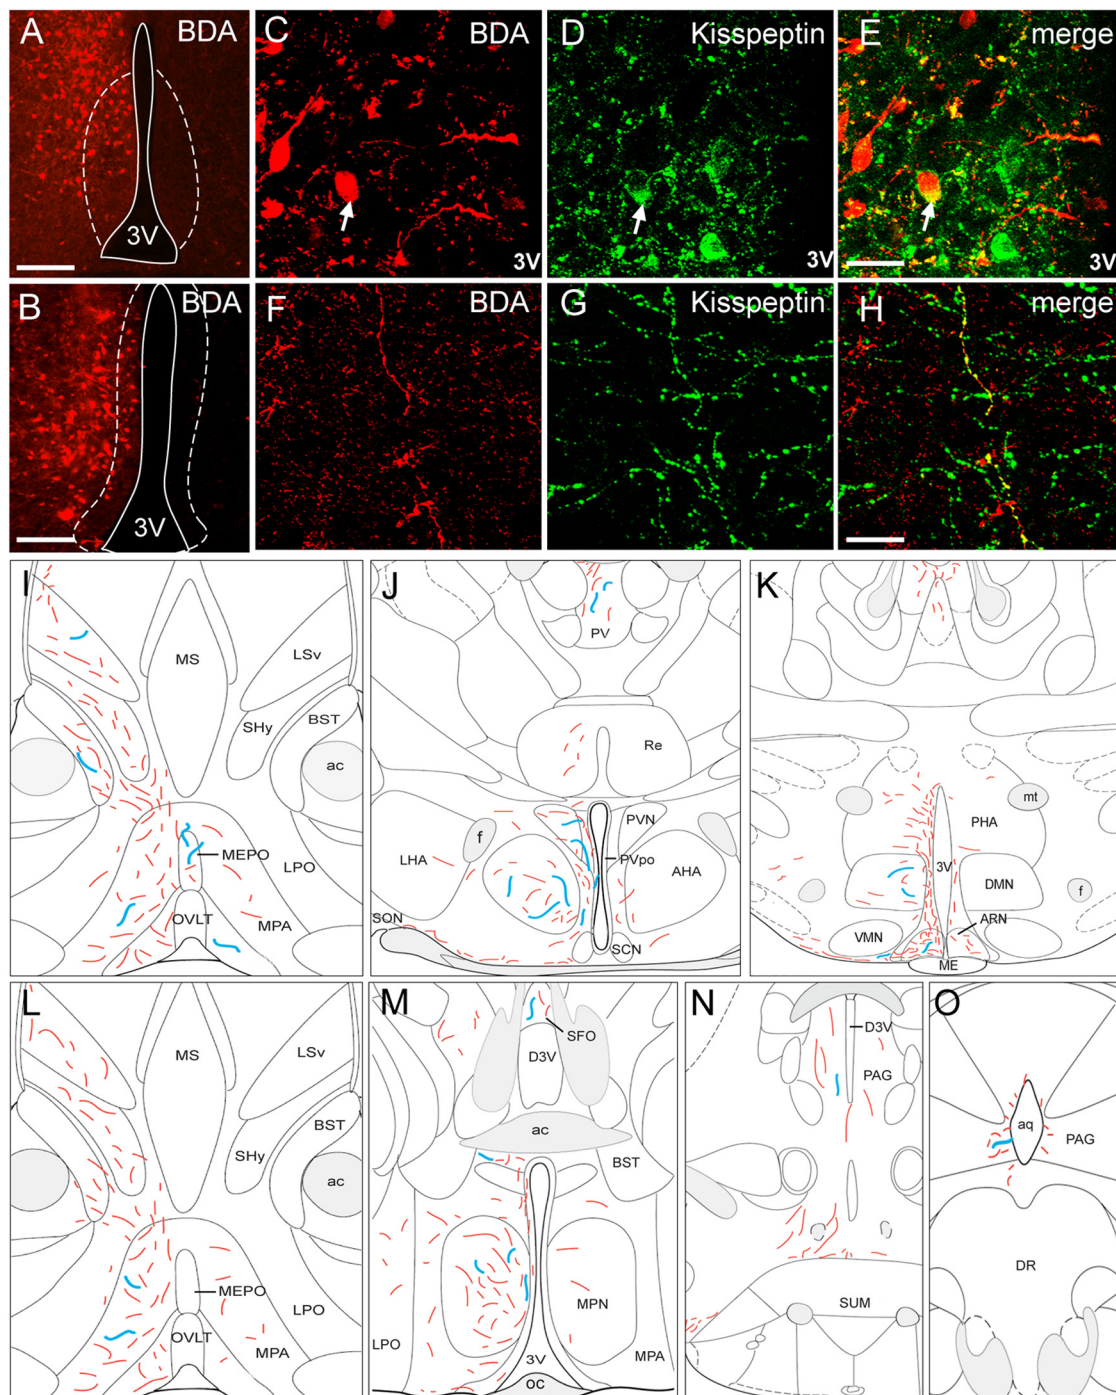 A BDA
3V
C BDA
3V
D Kisspeptin
E merge
3V
B BDA
3V
F BDA
G Kisspeptin
H merge
I
MS
LSv
SHy
BST
ac
MEPO
LPO
OVLT
MPA
J
PV
Re
PVN
f
LHA
PVpo
AHA
SON
SCN
K
mt
PHA
3V
DMN
f
ARN
VMN
ME
L
MS
LSv
BST
SHy
ac
MEPO
LPO
OVLT
MPA
M
SFO
D3V
ac
BST
MPN
LPO
3V
MPA
OC
N
D3V
PAG
SUM
O
aq
PAG
DR